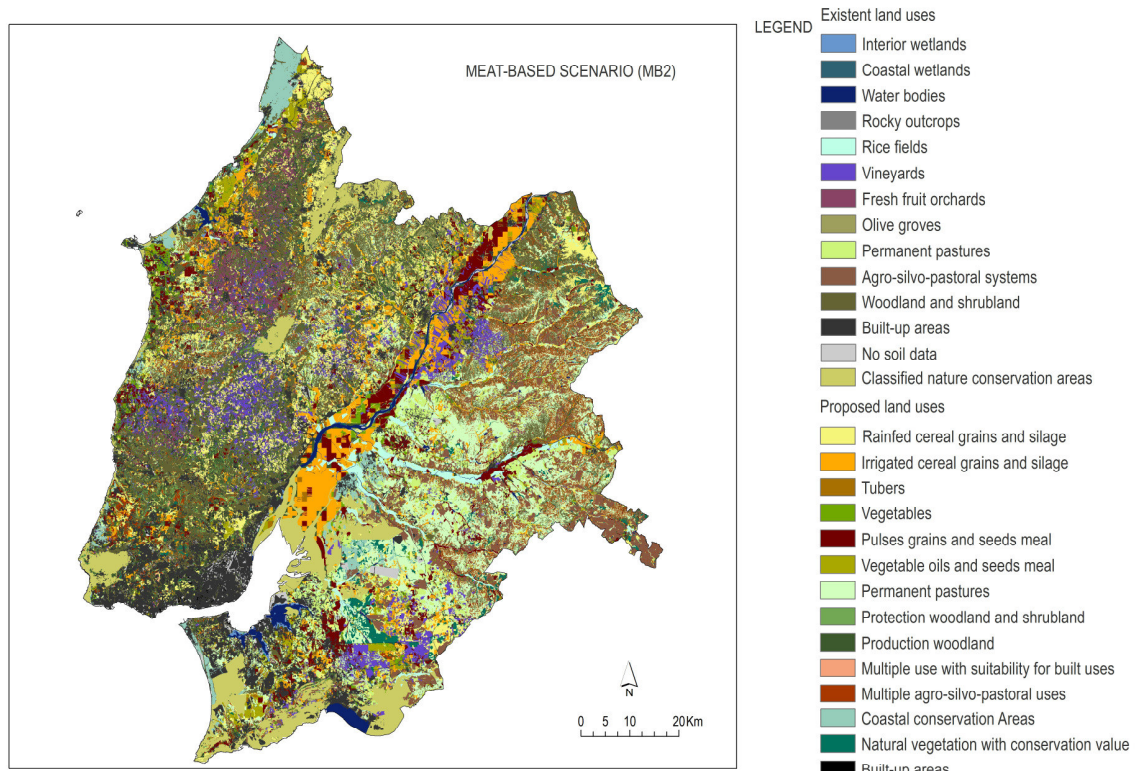 MEAT-BASED SCENARIO (MB2)
N
0 5 10 20Km
LEGEND
Existent land uses
Interior wetlands
Coastal wetlands
Water bodies
Rocky outcrops
Rice fields
Vineyards
Fresh fruit orchards
Olive groves
Permanent pastures
Agro-silvo-pastoral systems
Woodland and shrubland
Built-up areas
No soil data
Classified nature conservation areas
Proposed land uses
Rainfed cereal grains and silage
Irrigated cereal grains and silage
Tubers
Vegetables
Pulses grains and seeds meal
Vegetable oils and seeds meal
Permanent pastures
Protection woodland and shrubland
Production woodland
Multiple use with suitability for built uses
Multiple agro-silvo-pastoral uses
Coastal conservation Areas
Natural vegetation with conservation value
Built-up areas